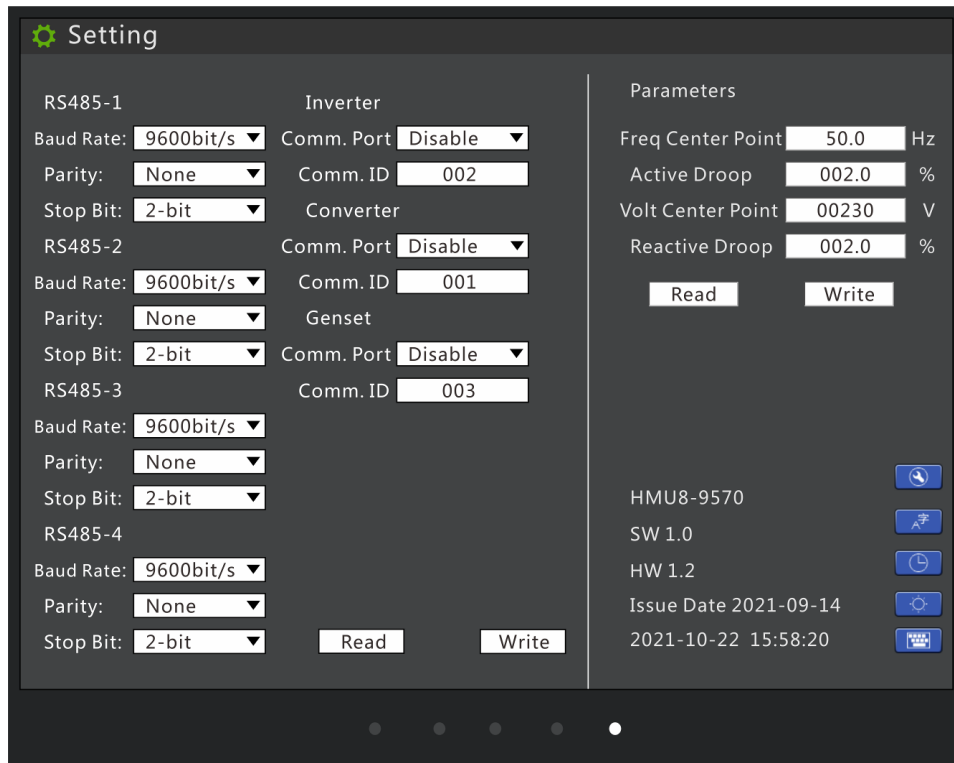 Setting
RS485-1
Baud Rate: 9600bit/s
Parity: None
Stop Bit: 2-bit
RS485-2
Baud Rate: 9600bit/s
Parity: None
Stop Bit: 2-bit
RS485-3
Baud Rate: 9600bit/s
Parity: None
Stop Bit: 2-bit
RS485-4
Baud Rate: 9600bit/s
Parity: None
Stop Bit: 2-bit
Inverter
Comm. Port Disable
Comm. ID 002
Converter
Comm. Port Disable
Comm. ID 001
Genset
Comm. Port Disable
Comm. ID 003
Read Write
Parameters
Freq Center Point 50.0 Hz
Active Droop 002.0 %
Volt Center Point 00230 V
Reactive Droop 002.0 %
Read Write
HMU8-9570
SW 1.0
HW 1.2
Issue Date 2021-09-14
2021-10-22 15:58:20
A字